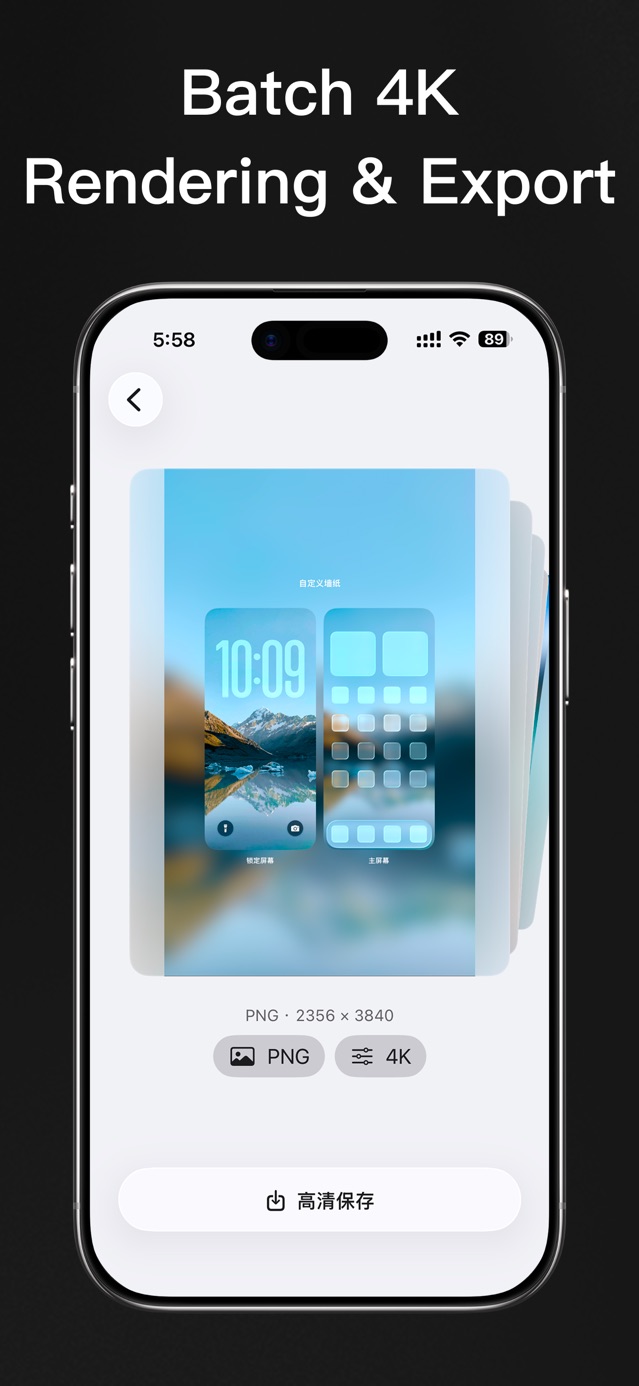 Batch 4K
Rendering & Export
5:58
89
自定义墙纸
10:09
锁定屏幕
主屏幕
PNG · 2356 × 3840
PNG
4K
高清保存